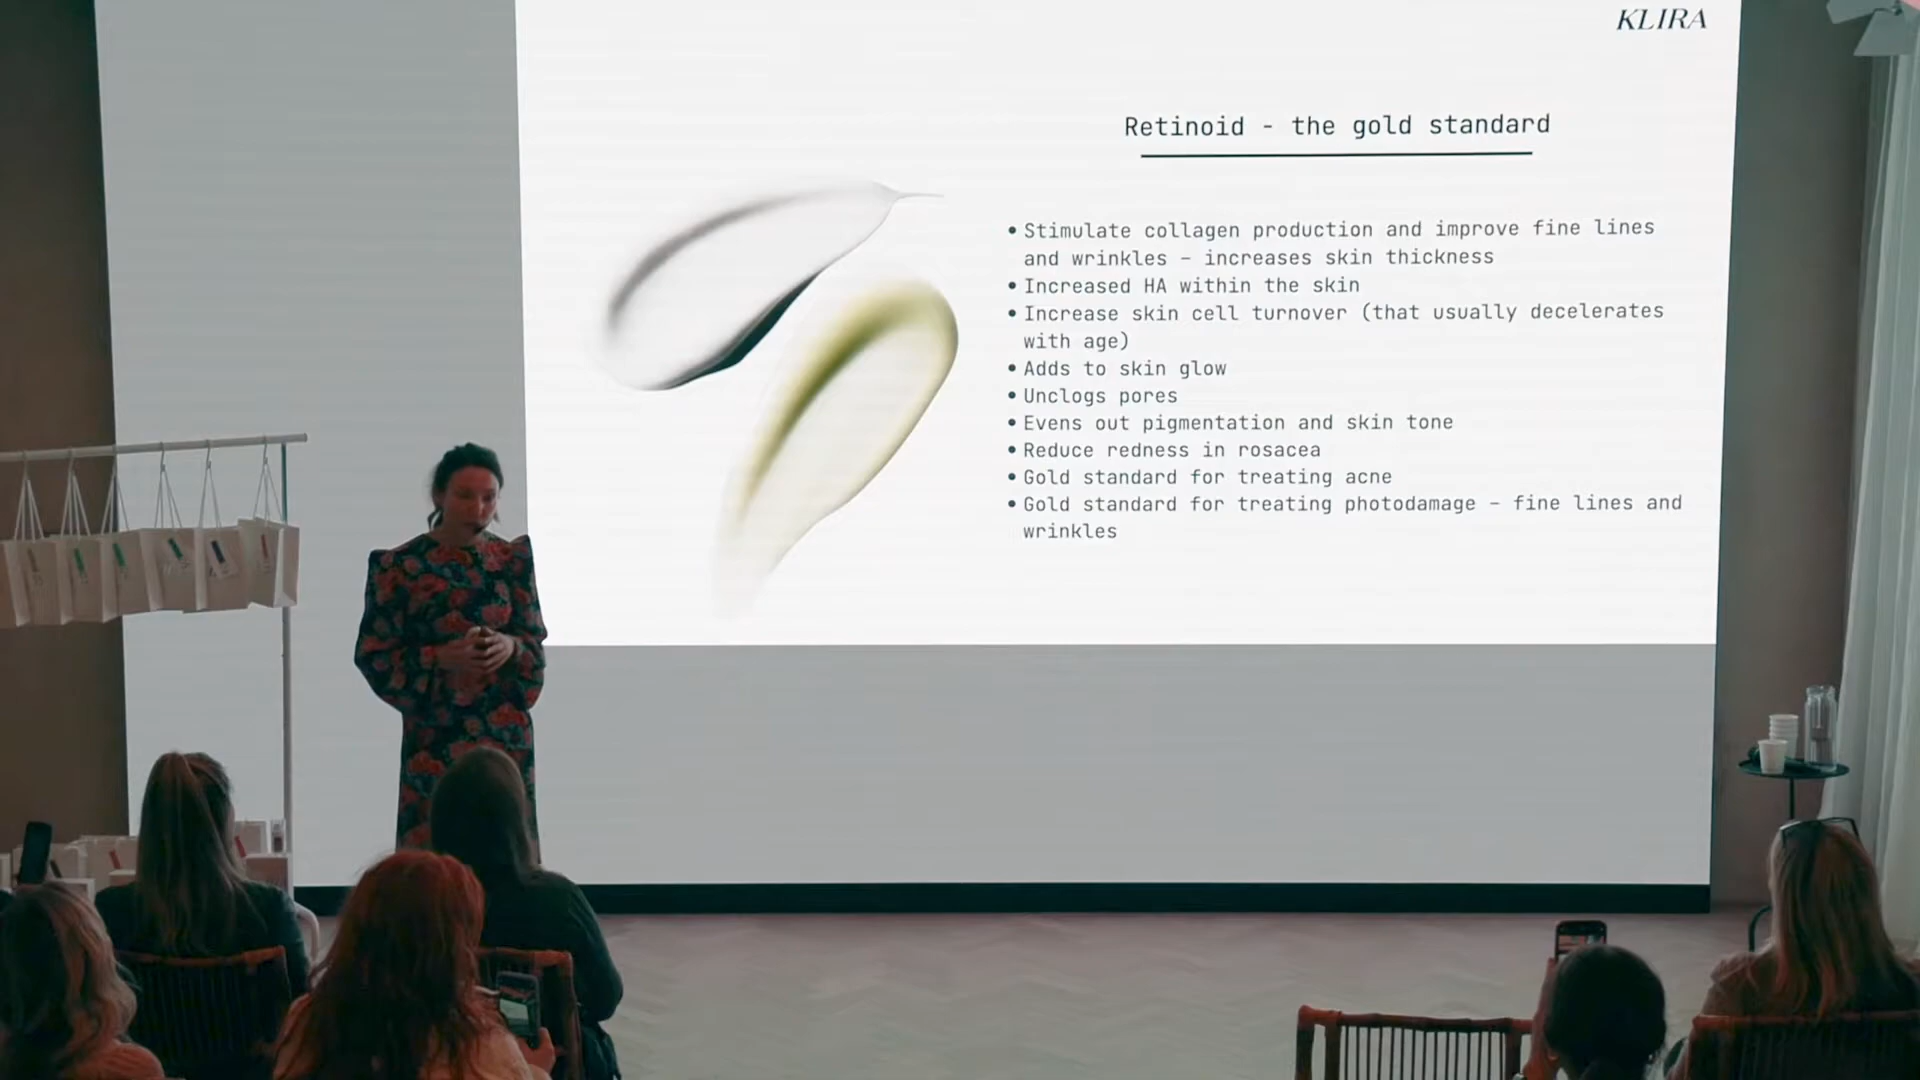 KLIRA
Retinoid - the gold standard
• Stimulate collagen production and improve fine lines
and wrinkles – increases skin thickness
• Increased HA within the skin
• Increase skin cell turnover (that usually decelerates
with age)
• Adds to skin glow
• Unclogs pores
• Evens out pigmentation and skin tone
• Reduce redness in rosacea
• Gold standard for treating acne
• Gold standard for treating photodamage – fine lines and
wrinkles